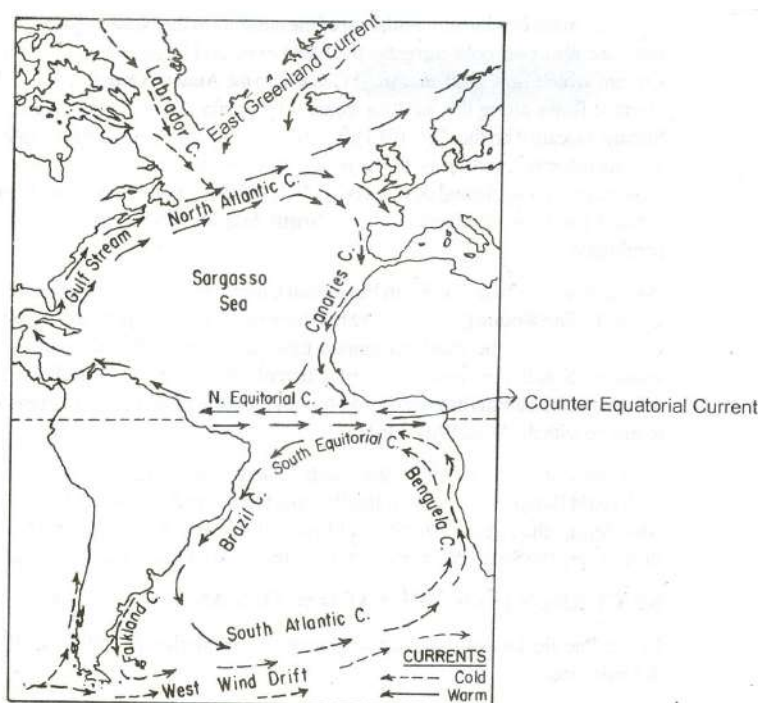 Labrador C.
East Greenland Current
North Atlantic C.
Gulf Stream
Sargasso
Sea
Canaries C.
N. Equitorial C.
Counter Equatorial Current
South Equitorial C.
Brazil C.
Benguela C.
Falkland C.
South Atlantic C.
West Wind Drift
CURRENTS
Cold
Worm